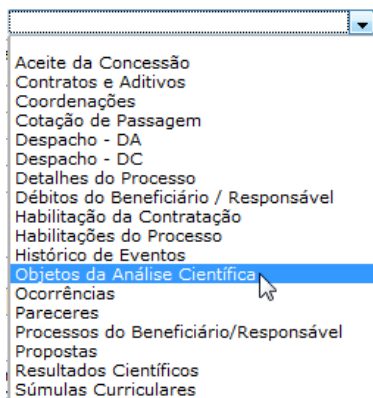 Aceite da Concessão
Contratos e Aditivos
Coordenações
Cotação de Passagem
Despacho - DA
Despacho - DC
Detalhes do Processo
Débitos do Beneficiário / Responsável
Habilitação da Contratação
Habilitações do Processo
Histórico de Eventos
Objetos da Análise Científica
Ocorrências
Pareceres
Processos do Beneficiário/Responsável
Propostas
Resultados Científicos
Súmulas Curriculares